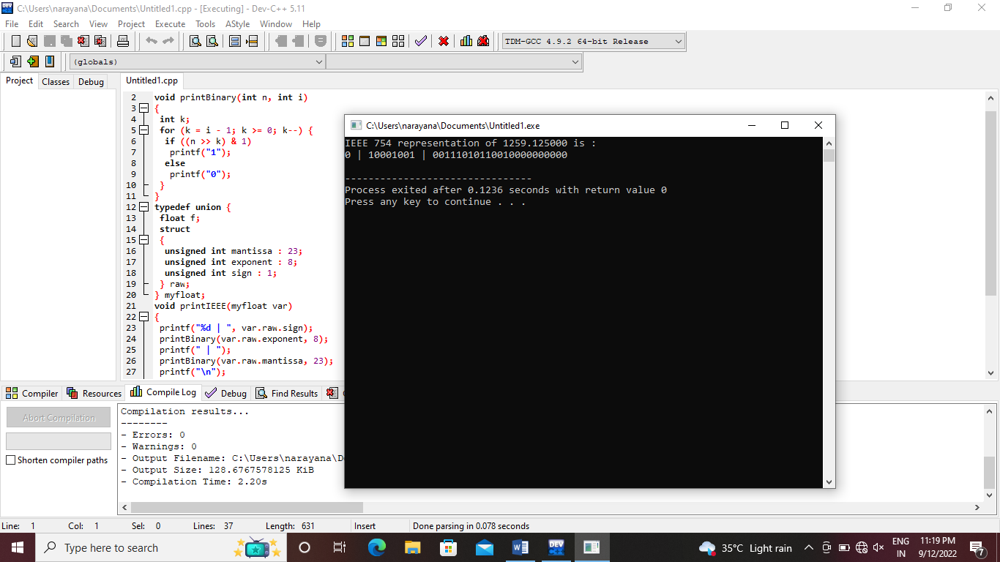 C:\Users\narayana\Documents\Untitled1.cpp - [Executing] - Dev-C++ 5.11
File Edit Search View Project Execute Tools AStyle Window Help
TDM-GCC 4.9.2 64-bit Release
(globals)
Project Classes Debug
Untitled1.cpp
2 void printBinary(int n, int i)
3 {
4 int k;
5 for (k = i - 1; k >= 0; k--) {
6 if ((n >> k) & 1)
7 printf("1");
8 else
9 printf("0");
10 }
11 }
12 typedef union {
13 float f;
14 struct
15 {
16 unsigned int mantissa : 23;
17 unsigned int exponent : 8;
18 unsigned int sign : 1;
19 } raw;
20 } myfloat;
21 void printIEEE(myfloat var)
22 {
23 printf("%d | ", var.raw.sign);
24 printBinary(var.raw.exponent, 8);
25 printf(" | ");
26 printBinary(var.raw.mantissa, 23);
27 printf("\n");
C:\Users\narayana\Documents\Untitled1.exe
IEEE 754 representation of 1259.125000 is :
0 | 10001001 | 00111010110010000000000
--------------------------------
Process exited after 0.1236 seconds with return value 0
Press any key to continue . . .
Compiler Resources Compile Log Debug Find Results
Abort Compilation
Shorten compiler paths
Compilation results...
--------
- Errors: 0
- Warnings: 0
- Output Filename: C:\Users\narayana\D
- Output Size: 128.6767578125 KiB
- Compilation Time: 2.20s
Line: 1 Col: 1 Sel: 0 Lines: 37 Length: 631 Insert Done parsing in 0.078 seconds
Type here to search
DEV
35°C Light rain
ENG
IN
11:19 PM
9/12/2022
7